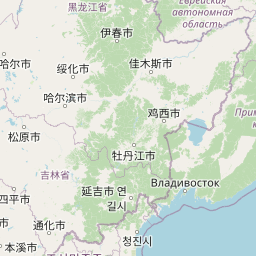 黑龙江省
Еврейская
автономная
область
伊春市
哈尔市
佳木斯市
绥化市
哈尔滨市
鸡西市
При
к
松原市
牡丹江市
吉林省
Владивосток
延吉市 연
길시
四平市
通化市
청진시
本溪市